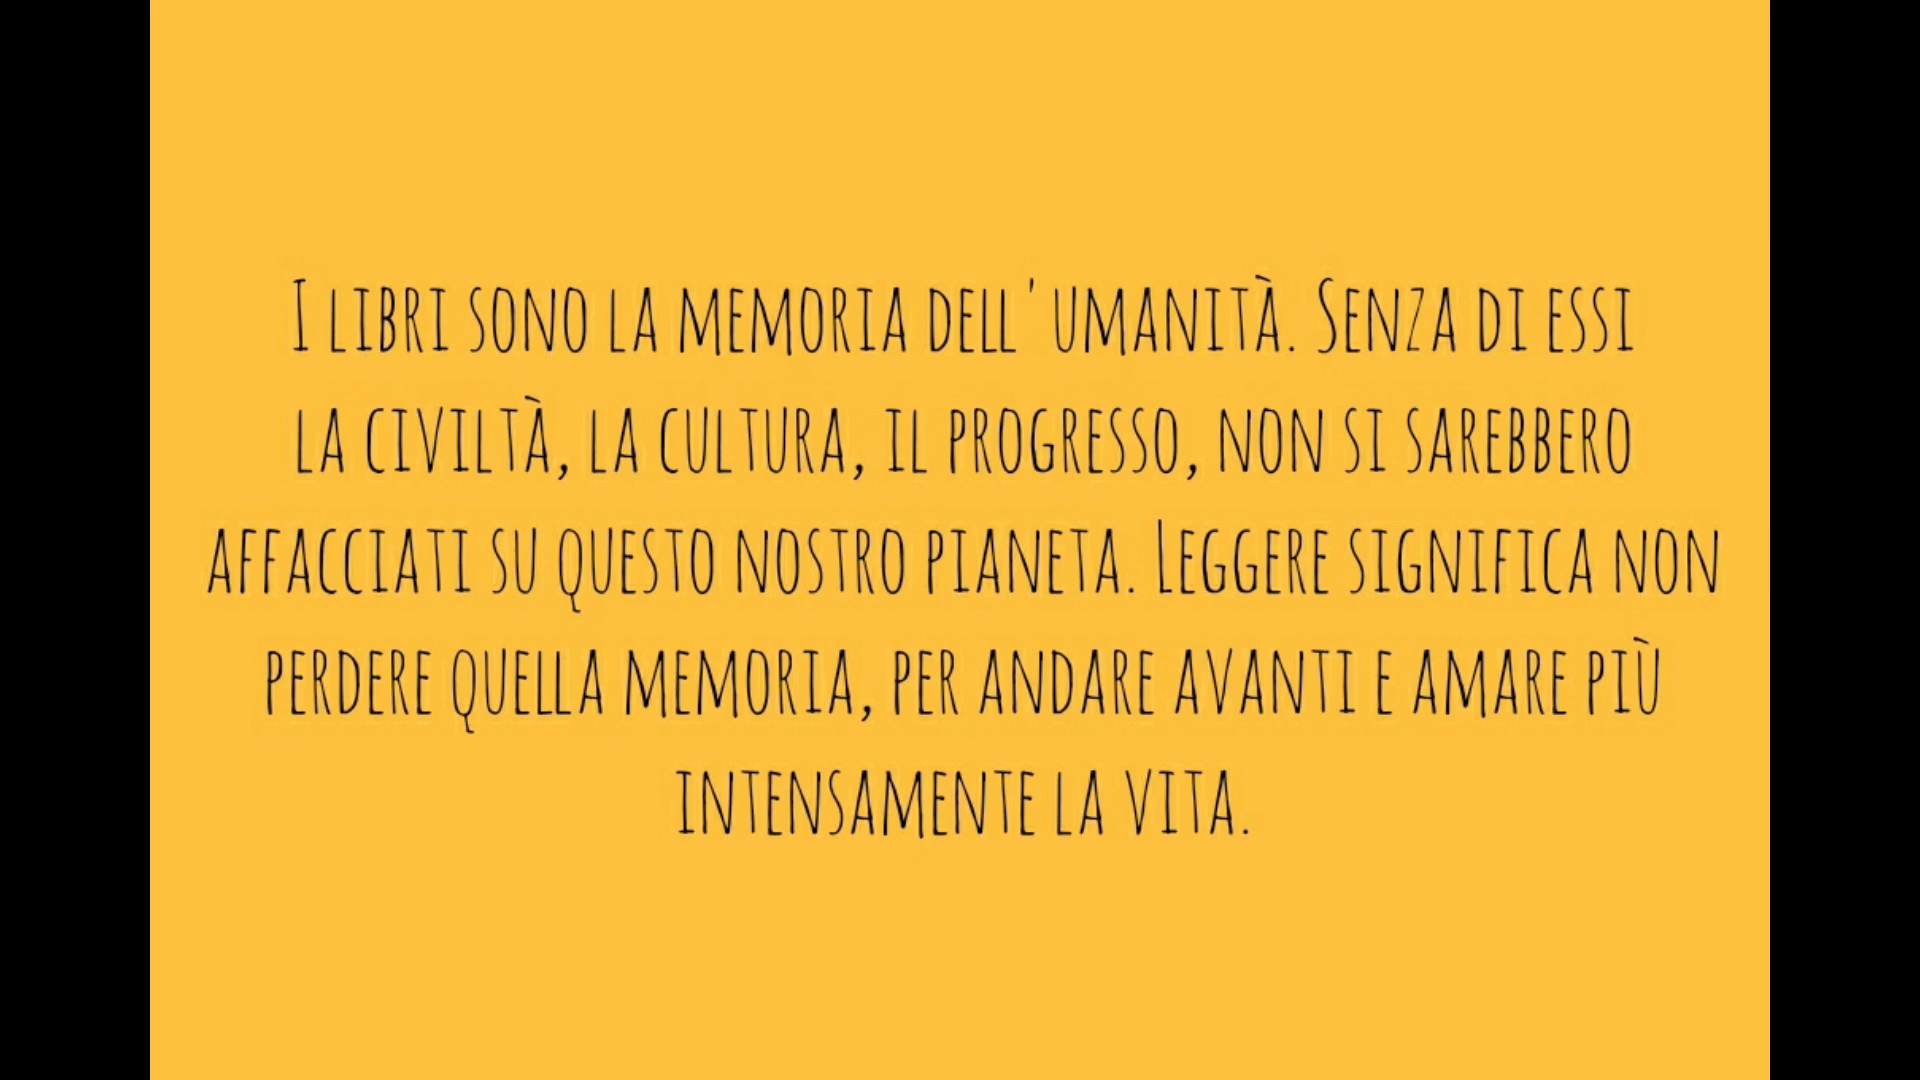 I libri sono la memoria dell'umanità. Senza di essi
la civiltà, la cultura, il progresso, non si sarebbero
affacciati su questo nostro pianeta. Leggere significa non
perdere quella memoria, per andare avanti e amare più
intensamente la vita.